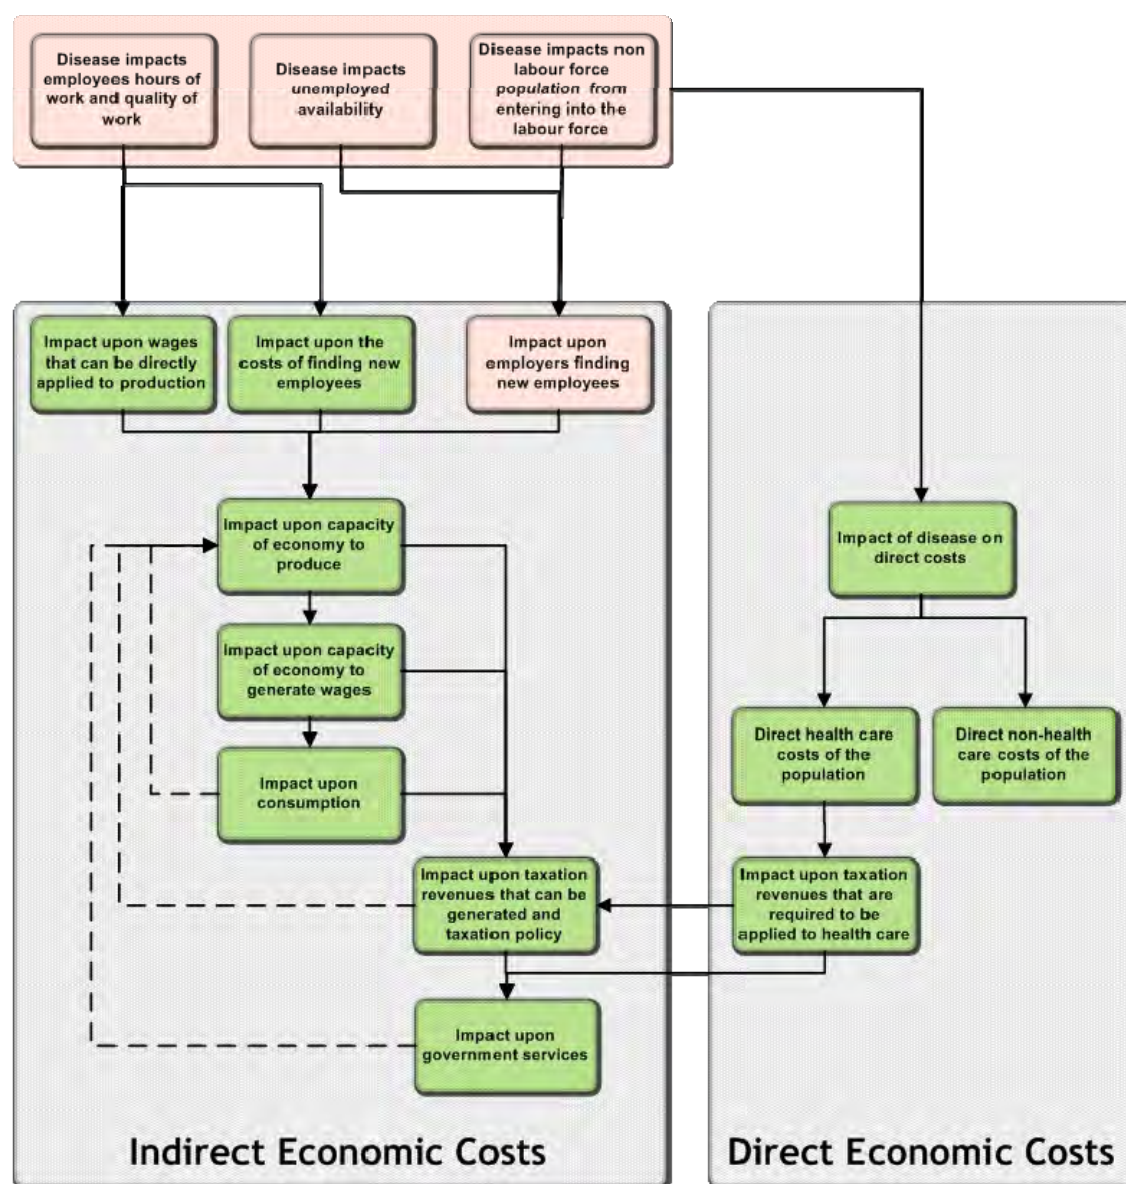 Disease impacts
employees hours of
work and quality of
work
Disease impacts
unemployed
availability
Disease impacts non
labour force
population from
entering into the
labour force
Impact upon wages
that can be directly
applied to production
Impact upon the
costs of finding new
employees
Impact upon
employers finding
new employees
Impact upon capacity
of economy to
produce
Impact upon capacity
of economy to
generate wages
Impact upon
consumption
Impact upon taxation
revenues that can be
generated and
taxation policy
Impact upon
government services
Indirect Economic Costs
Impact of disease on
direct costs
Direct health care
costs of the
population
Direct non-health
care costs of the
population
Impact upon taxation
revenues that are
required to be
applied to health care
Direct Economic Costs